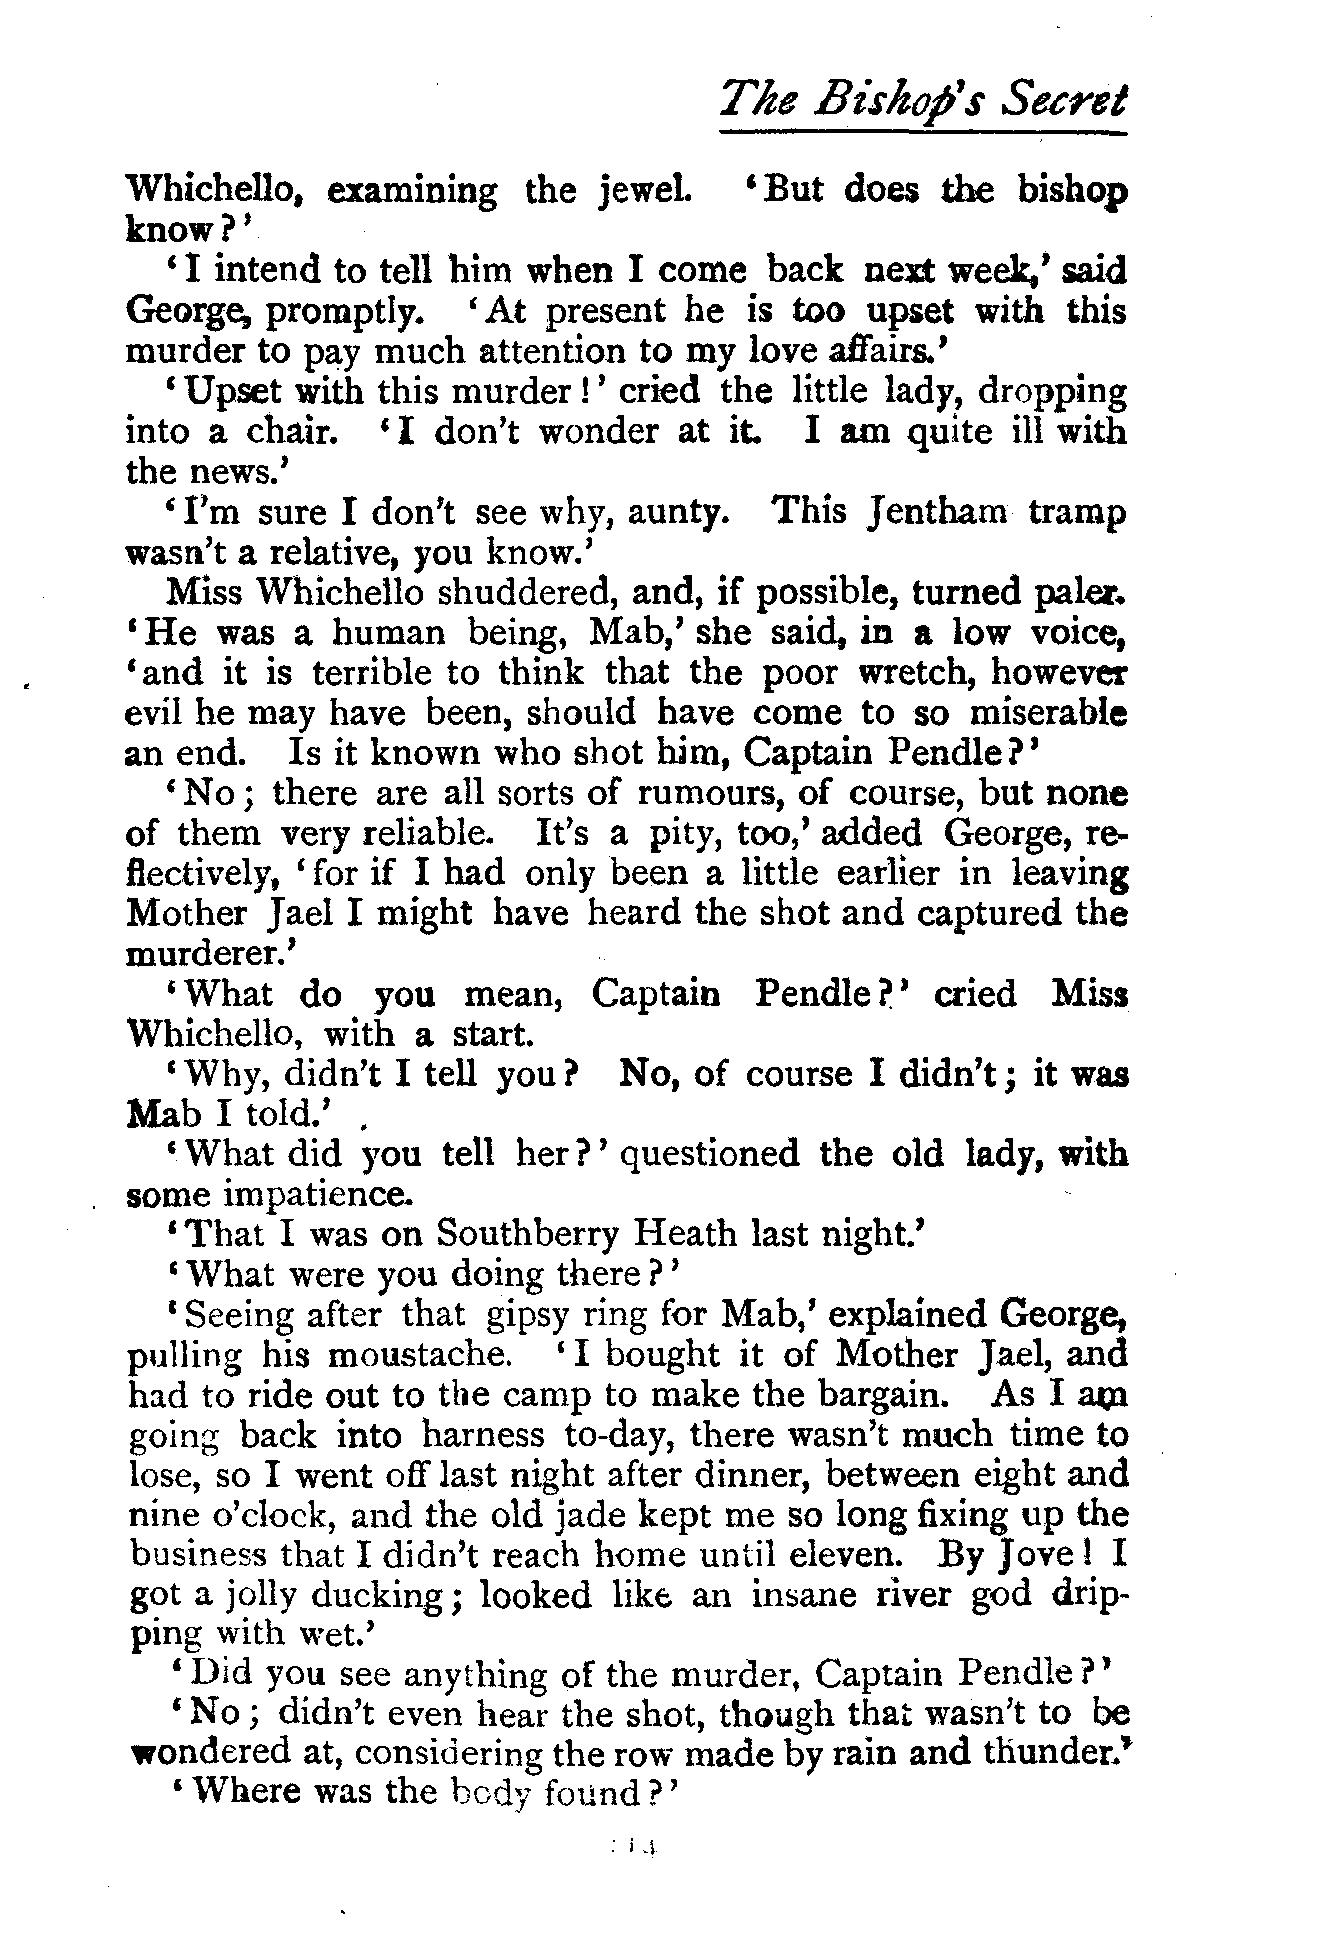 The Bishop's Secret
Whichello, examining the jewel. 'But does the bishop
know?'
'I intend to tell him when I come back next week,' said
George, promptly. 'At present he is too upset with this
murder to pay much attention to my love affairs.'
'Upset with this murder!' cried the little lady, dropping
into a chair. 'I don't wonder at it. I am quite ill with
the news.'
'I'm sure I don't see why, aunty. This Jentham tramp
wasn't a relative, you know.'
Miss Whichello shuddered, and, if possible, turned paler.
'He was a human being, Mab,' she said, in a low voice,
'and it is terrible to think that the poor wretch, however
evil he may have been, should have come to so miserable
an end. Is it known who shot him, Captain Pendle?'
'No; there are all sorts of rumours, of course, but none
of them very reliable. It's a pity, too,' added George, re-
flectively, 'for if I had only been a little earlier in leaving
Mother Jael I might have heard the shot and captured the
murderer.'
'What do you mean, Captain Pendle?' cried Miss
Whichello, with a start.
'Why, didn't I tell you? No, of course I didn't; it was
Mab I told.'
'What did you tell her?' questioned the old lady, with
some impatience.
'That I was on Southberry Heath last night.'
'What were you doing there?'
'Seeing after that gipsy ring for Mab,' explained George,
pulling his moustache. 'I bought it of Mother Jael, and
had to ride out to the camp to make the bargain. As I am
going back into harness to-day, there wasn't much time to
lose, so I went off last night after dinner, between eight and
nine o'clock, and the old jade kept me so long fixing up the
business that I didn't reach home until eleven. By Jove! I
got a jolly ducking; looked like an insane river god drip-
ping with wet.'
'Did you see anything of the murder, Captain Pendle?'
'No; didn't even hear the shot, though that wasn't to be
wondered at, considering the row made by rain and thunder.'
'Where was the body found?'